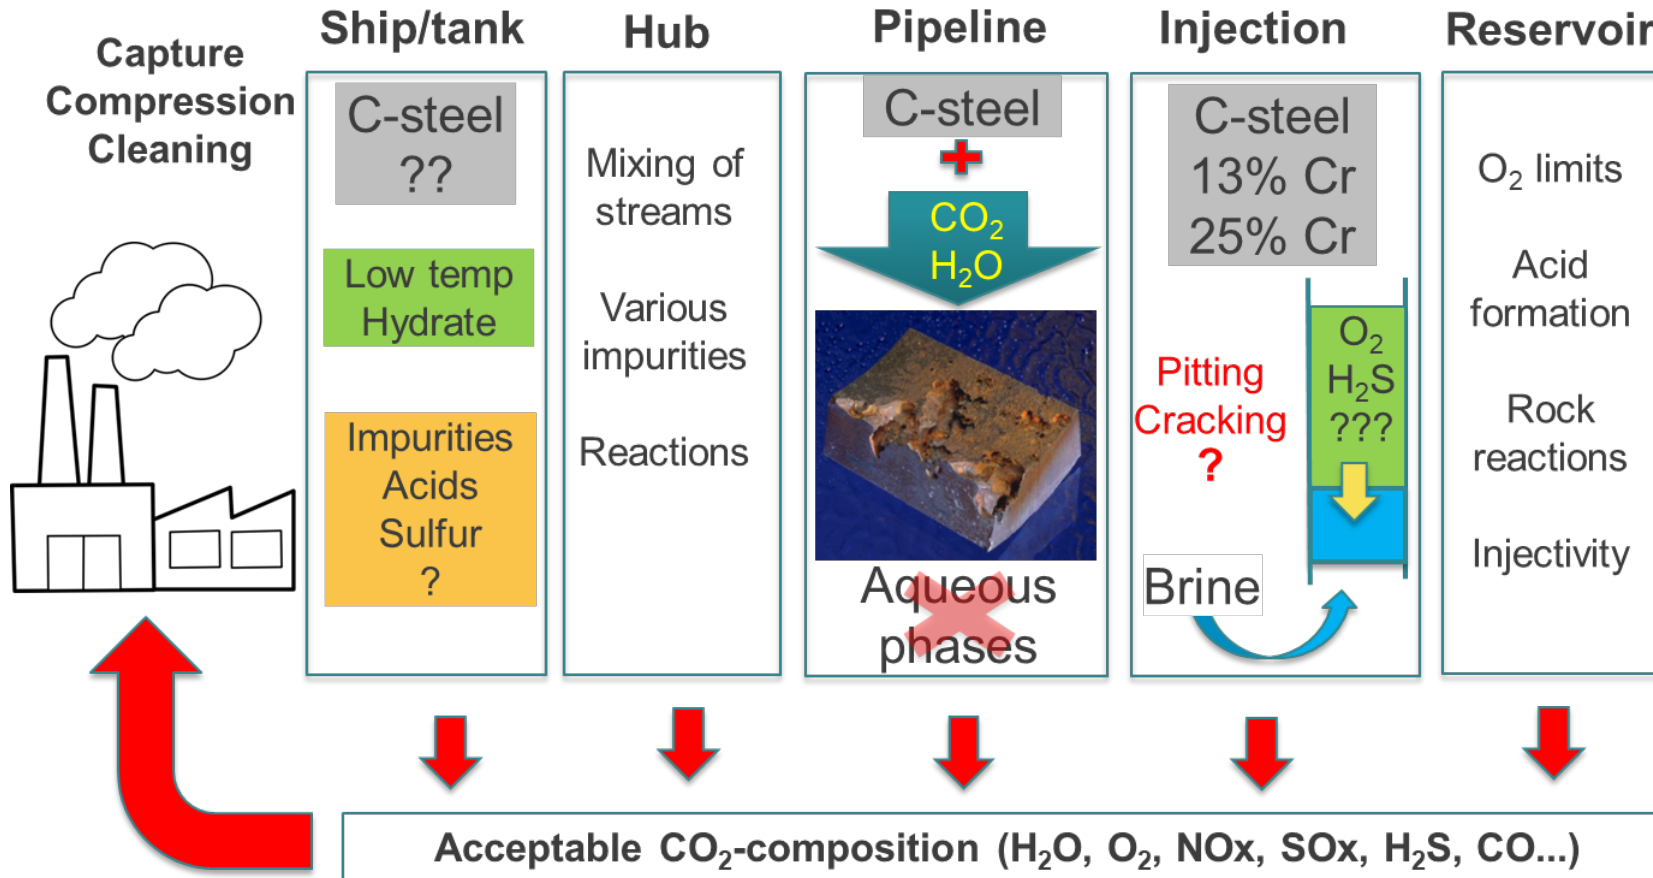 Capture
Compression
Cleaning
Ship/tank
C-steel
??
Low temp
Hydrate
Impurities
Acids
Sulfur
?
Hub
Mixing of
streams
Various
impurities
Reactions
Pipeline
C-steel
CO₂
H₂O
Aqueous
phases
Injection
C-steel
13% Cr
25% Cr
Pitting
Cracking
?
O₂
H₂S
???
Brine
Reservoir
O₂ limits
Acid
formation
Rock
reactions
Injectivity
Acceptable CO₂-composition (H₂O, O₂, NOx, SOx, H₂S, CO...)